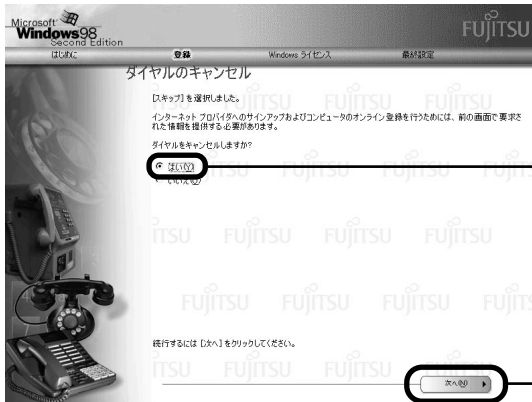 Microsoft
Windows98
Second Edition
FUJITSU
はじめに 登録 Windows ライセンス 最終設定
ダイヤルのキャンセル
[スキップ] を選択しました。
インターネット プロバイダへのサインアップおよびコンピュータのオンライン登録を行うためには、前の画面で要求さ
れた情報を提供する必要があります。
ダイヤルをキャンセルしますか?
はい(Y)
いいえ(O)
続行するには [次へ] をクリックしてください。
次へ(N)